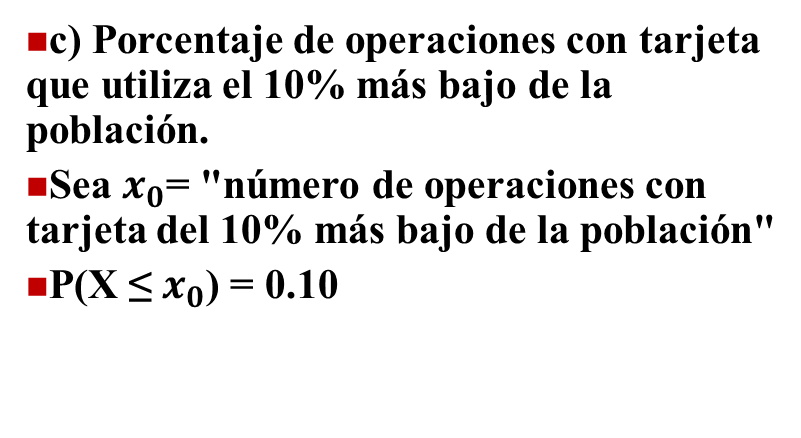 ■c) Porcentaje de operaciones con tarjeta
que utiliza el 10% más bajo de la
población.
■Sea 𝒙₀= "número de operaciones con
tarjeta del 10% más bajo de la población"
■P(X ≤ 𝒙₀) = 0.10